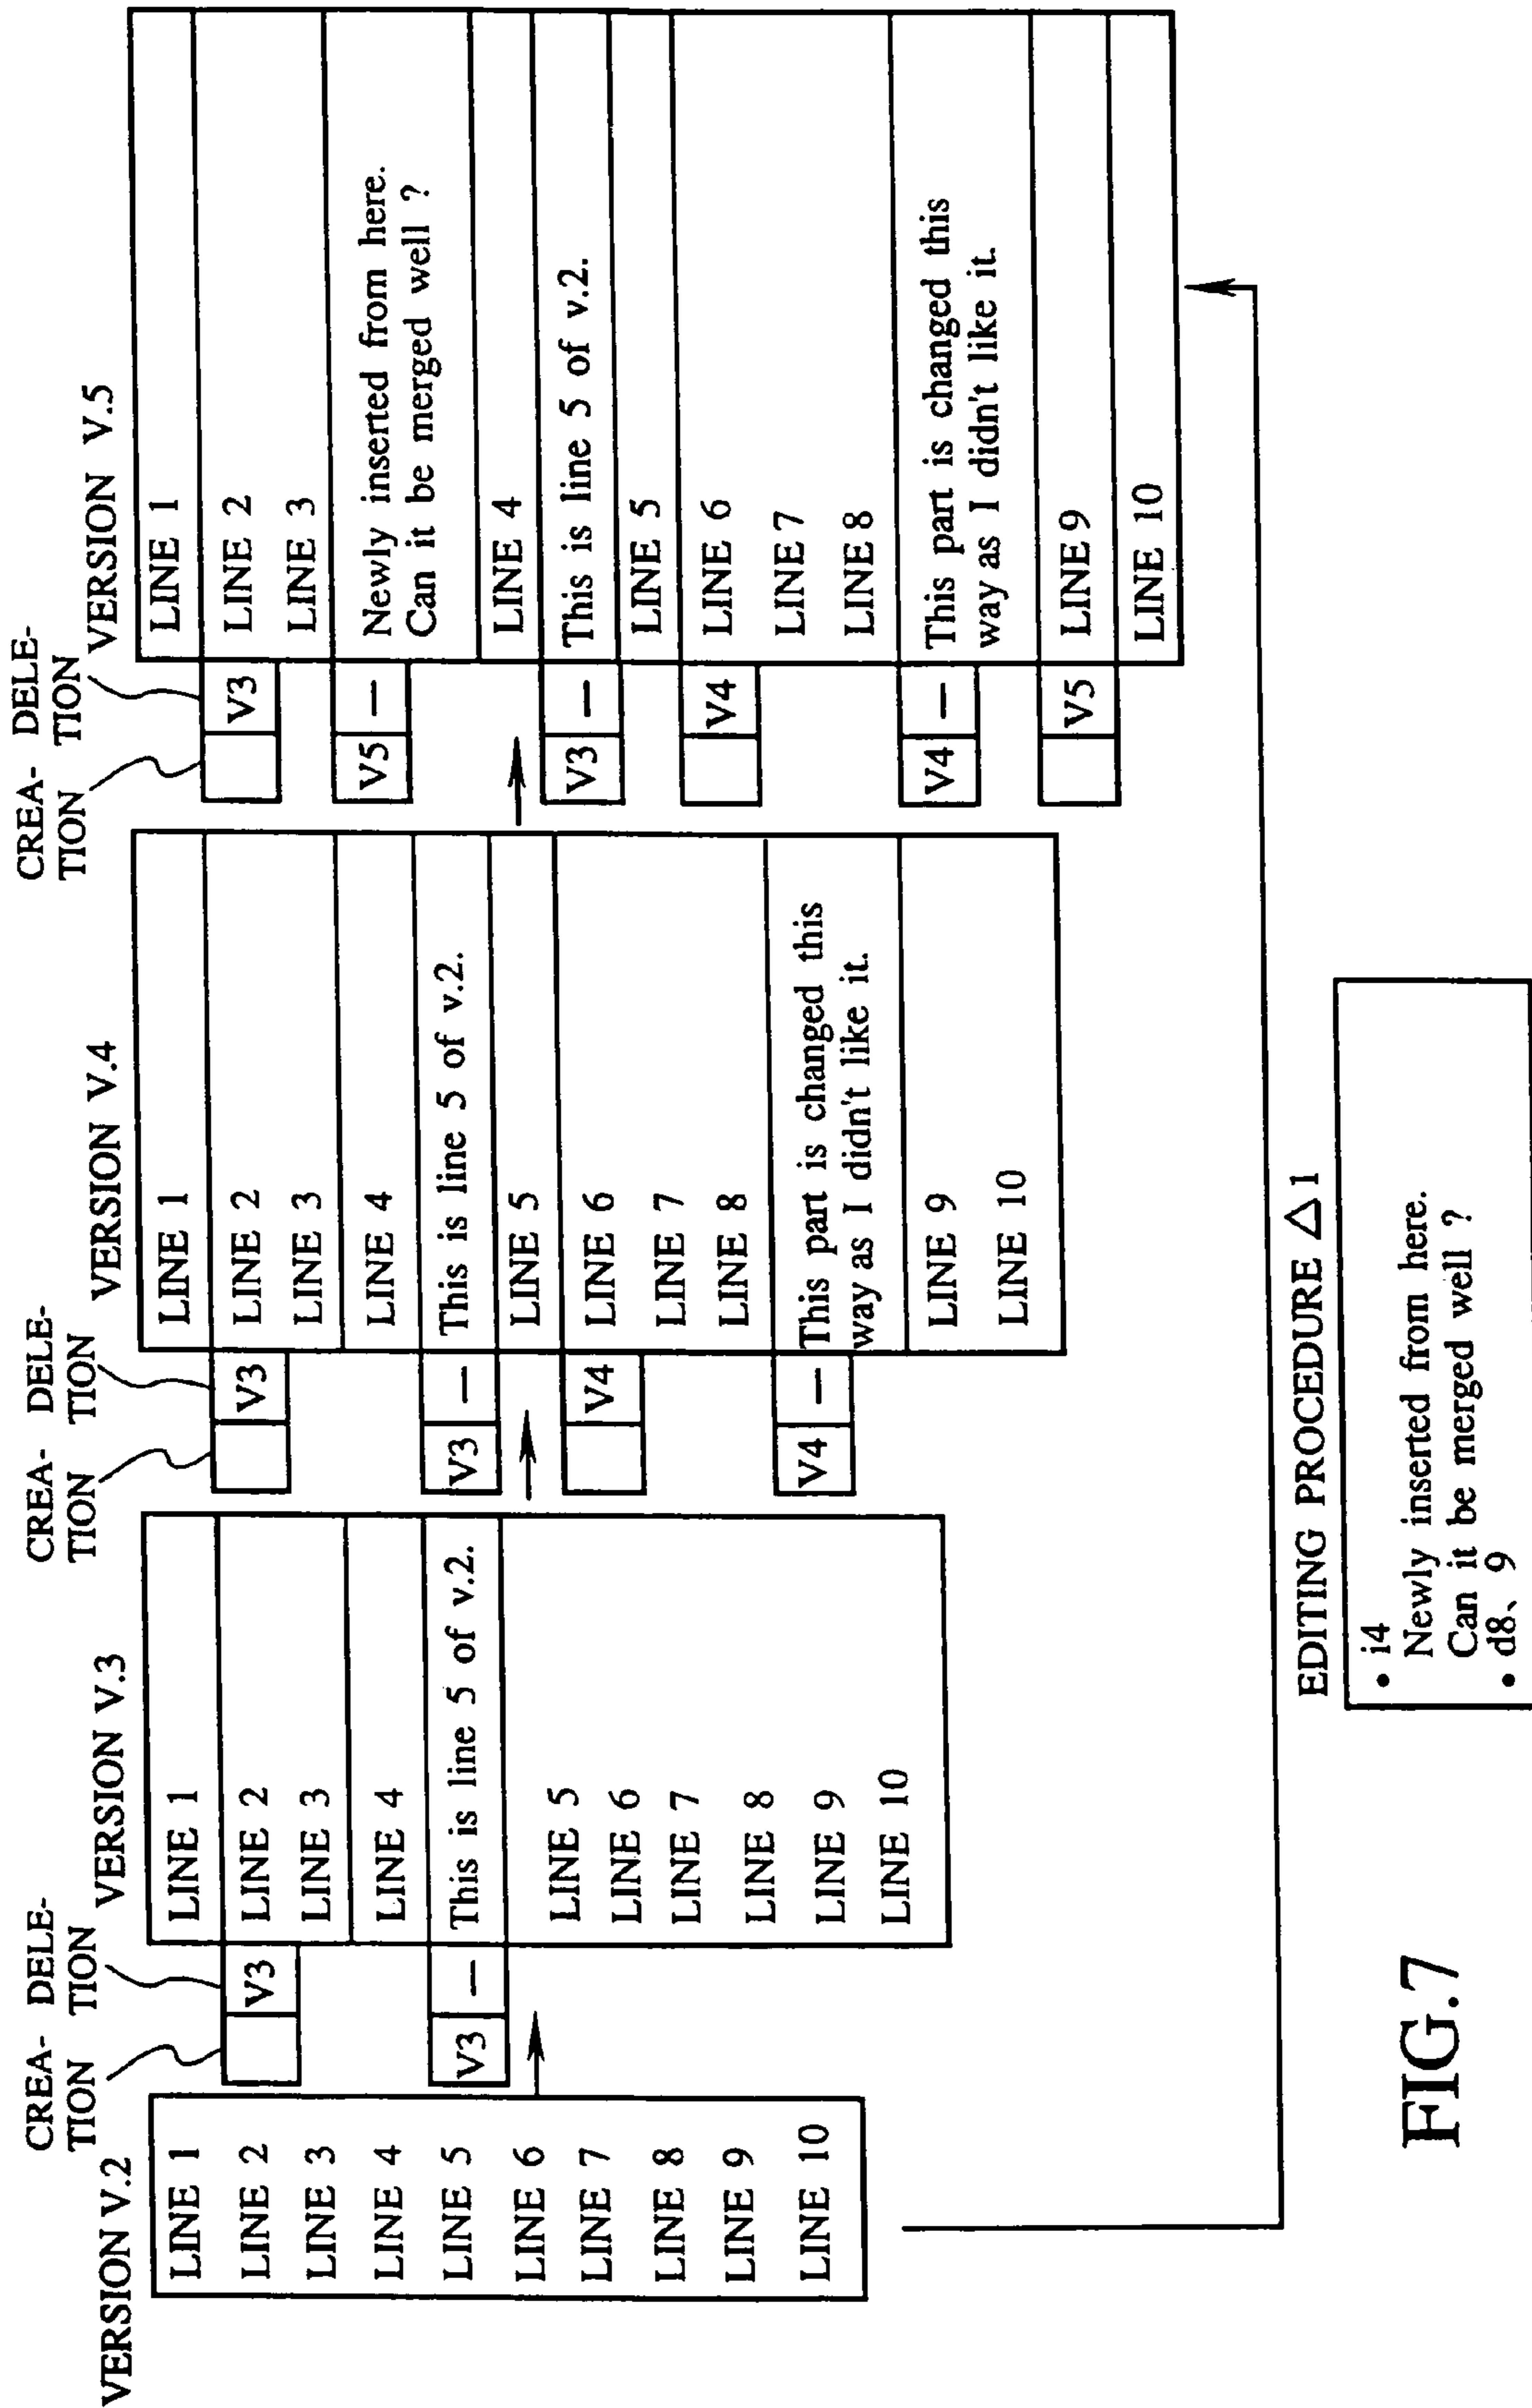 VERSION V.2
LINE 1
LINE 2
LINE 3
LINE 4
LINE 5
LINE 6
LINE 7
LINE 8
LINE 9
LINE 10
CREA-
TION
DELE-
TION
VERSION V.3
V3
V3 —
LINE 1
LINE 2
LINE 3
LINE 4
This is line 5 of v.2.
LINE 5
LINE 6
LINE 7
LINE 8
LINE 9
LINE 10
CREA-
TION
DELE-
TION
VERSION V.4
V3
V3 —
V4
V4 —
LINE 1
LINE 2
LINE 3
LINE 4
This is line 5 of v.2.
LINE 5
LINE 6
LINE 7
LINE 8
This part is changed this
way as I didn't like it.
LINE 9
LINE 10
CREA-
TION
DELE-
TION
VERSION V.5
V3
V5 —
V3 —
V4
V4 —
V5
LINE 1
LINE 2
LINE 3
Newly inserted from here.
Can it be merged well ?
LINE 4
This is line 5 of v.2.
LINE 5
LINE 6
LINE 7
LINE 8
This part is changed this
way as I didn't like it.
LINE 9
LINE 10
EDITING PROCEDURE △1
• i4
Newly inserted from here.
Can it be merged well ?
• d8、9
FIG.7